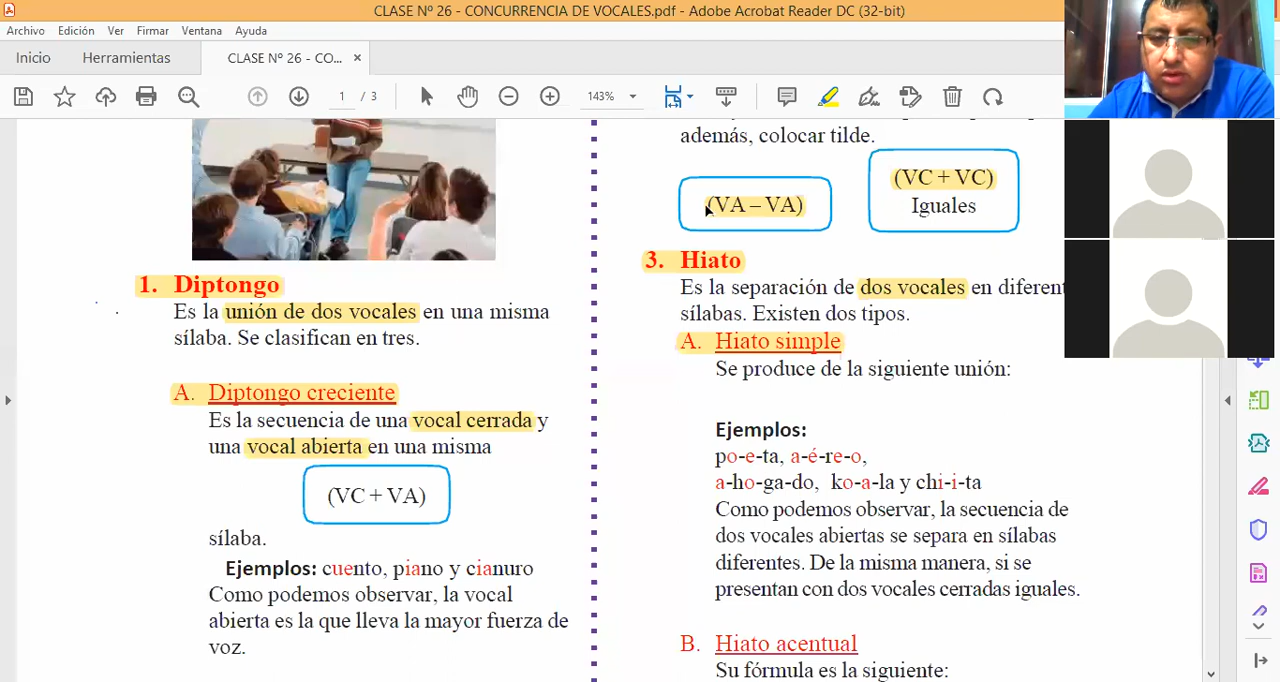 CLASE Nº 26 - CONCURRENCIA DE VOCALES.pdf - Adobe Acrobat Reader DC (32-bit)
Archivo Edición Ver Firmar Ventana Ayuda
Inicio Herramientas CLASE Nº 26 - CO... ×
1 / 3 143%
1. Diptongo
Es la unión de dos vocales en una misma
sílaba. Se clasifican en tres.
A. Diptongo creciente
Es la secuencia de una vocal cerrada y
una vocal abierta en una misma
(VC + VA)
sílaba.
Ejemplos: cuento, piano y cianuro
Como podemos observar, la vocal
abierta es la que lleva la mayor fuerza de
voz.
además, colocar tilde.
(VA – VA)
(VC + VC)
Iguales
3. Hiato
Es la separación de dos vocales en diferent
sílabas. Existen dos tipos.
A. Hiato simple
Se produce de la siguiente unión:
Ejemplos:
po-e-ta, a-é-re-o,
a-ho-ga-do, ko-a-la y chi-i-ta
Como podemos observar, la secuencia de
dos vocales abiertas se separa en sílabas
diferentes. De la misma manera, si se
presentan con dos vocales cerradas iguales.
B. Hiato acentual
Su fórmula es la siguiente: